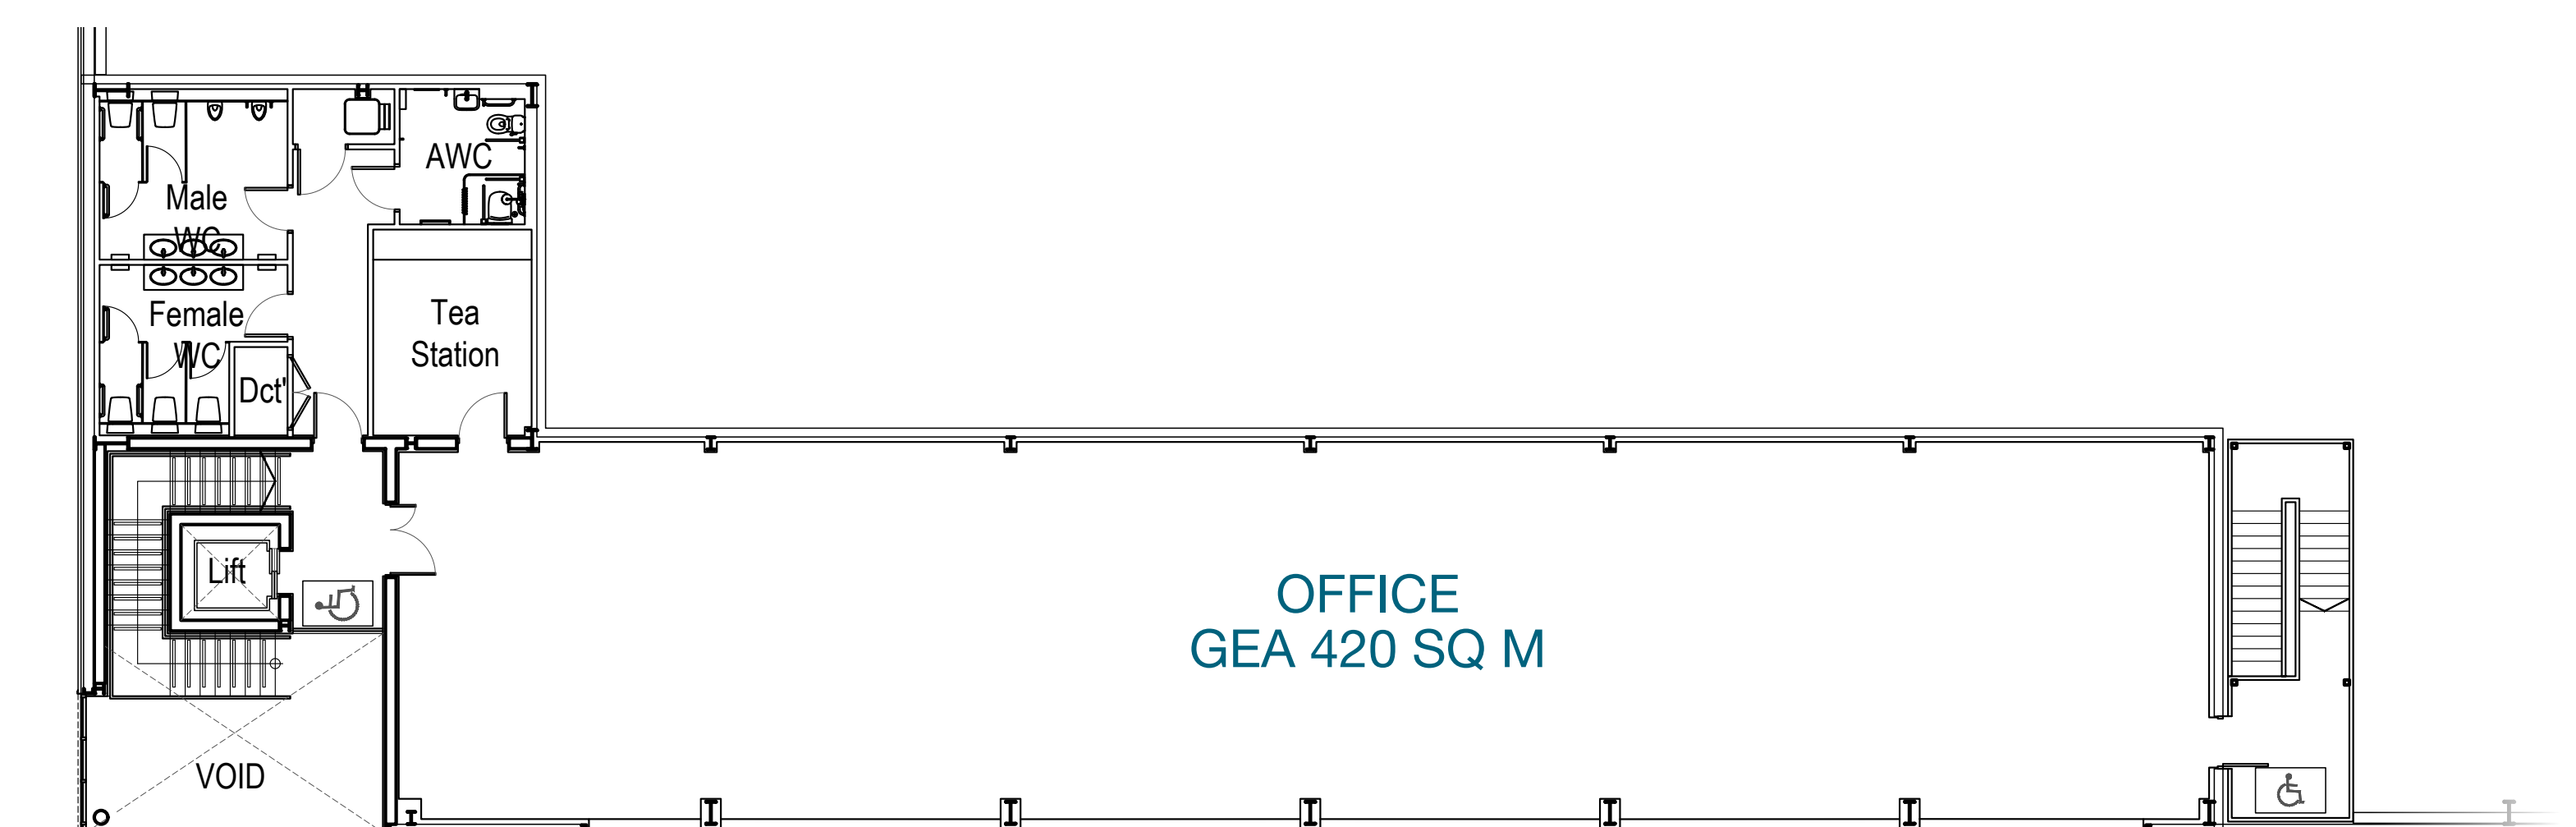 AWC
Male
WC
Female
WC
Tea
Station
Dct'
Lift
OFFICE
GEA 420 SQ M
VOID